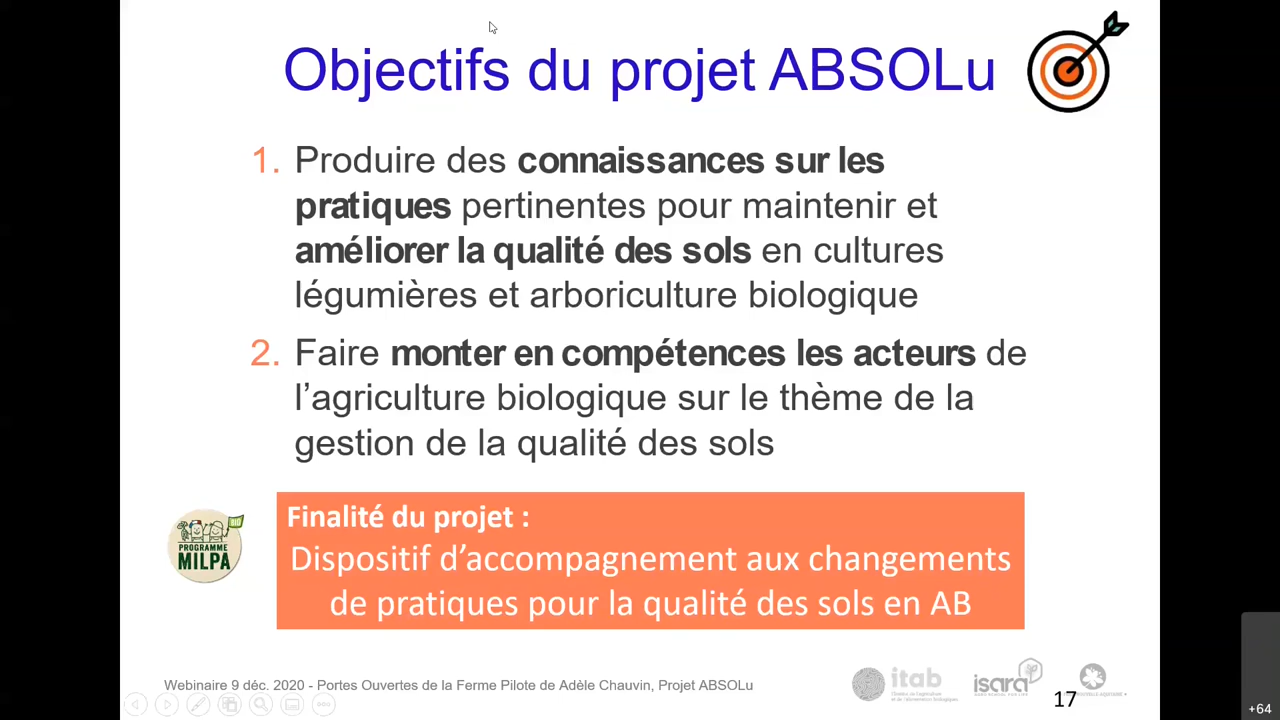 Objectifs du projet ABSOLu
1. Produire des connaissances sur les
pratiques pertinentes pour maintenir et
améliorer la qualité des sols en cultures
légumières et arboriculture biologique
2. Faire monter en compétences les acteurs de
l’agriculture biologique sur le thème de la
gestion de la qualité des sols
BIO
PROGRAMME
MILPA
Finalité du projet :
Dispositif d’accompagnement aux changements
de pratiques pour la qualité des sols en AB
Webinaire 9 déc. 2020 - Portes Ouveres de la Ferme Pilote de Adèle Chauvin, Projet ABSOLu
itab
isara
17
+64